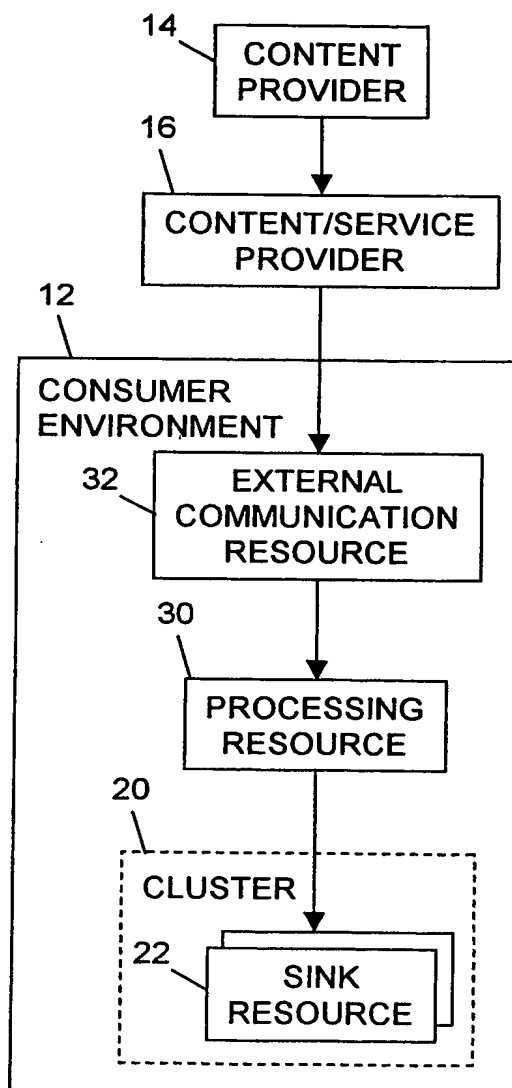 14
CONTENT
PROVIDER
16
CONTENT/SERVICE
PROVIDER
12
CONSUMER
ENVIRONMENT
32
EXTERNAL
COMMUNICATION
RESOURCE
30
PROCESSING
RESOURCE
20
CLUSTER
22
SINK
RESOURCE